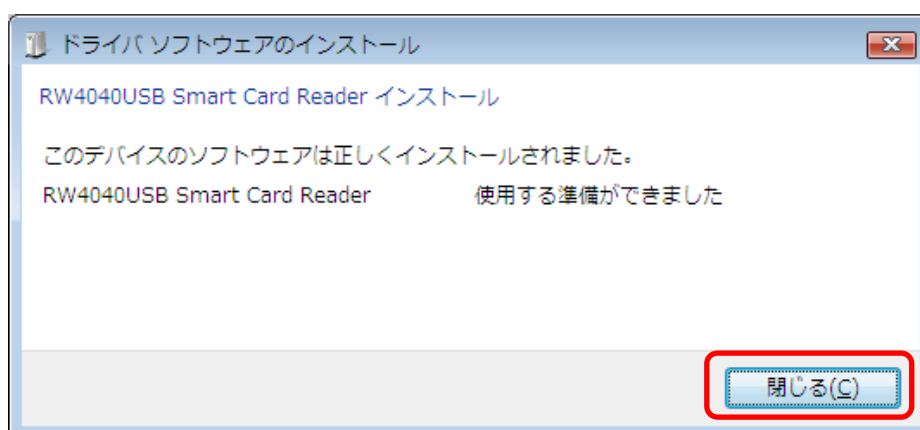 ドライバ ソフトウェアのインストール
RW4040USB Smart Card Reader インストール
このデバイスのソフトウェアは正しくインストールされました。
RW4040USB Smart Card Reader 使用する準備ができました
閉じる(C)